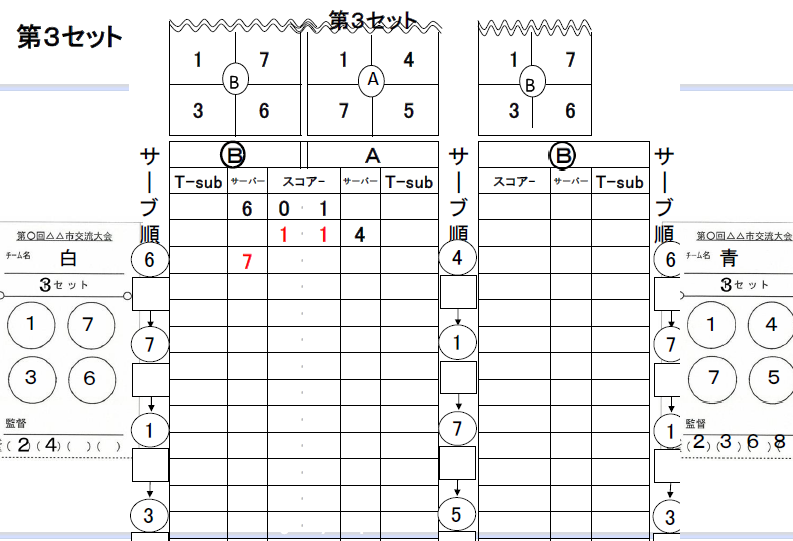 第３セット
第３セット
1 7
B
3 6
1 4
A
7 5
1 7
B
3 6
サーブ順
Ⓑ A
T-sub サーバー スコアー サーバー T-sub
6 0 1
1 1 4
7
サーブ順
Ⓑ
スコアー サーバー T-sub
サーブ順
第〇回△△市交流大会
チーム名 白
3セット
1 7
3 6
監督
(2)(4)( )( )
6
7
1
3
4
1
7
5
6
7
1
3
第〇回△△市交流大会
チーム名 青
3セット
1 4
7 5
監督
(2)(3)(6)(8